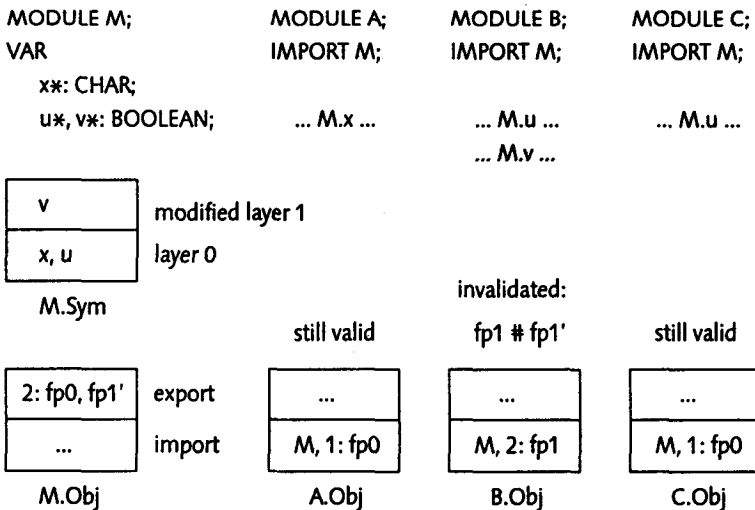 MODULE M; MODULE A; MODULE B; MODULE C;
VAR IMPORT M; IMPORT M; IMPORT M;
x*: CHAR;
u*, v*: BOOLEAN; ... M.x ... ... M.u ... ... M.u ...
... M.v ...
v modified layer 1
x, u layer 0
M.Sym
invalidated:
still valid fp1 # fp1' still valid
2: fp0, fp1' export ... ... ...
... import M, 1: fp0 M, 2: fp1 M, 1: fp0
M.Obj A.Obj B.Obj C.Obj